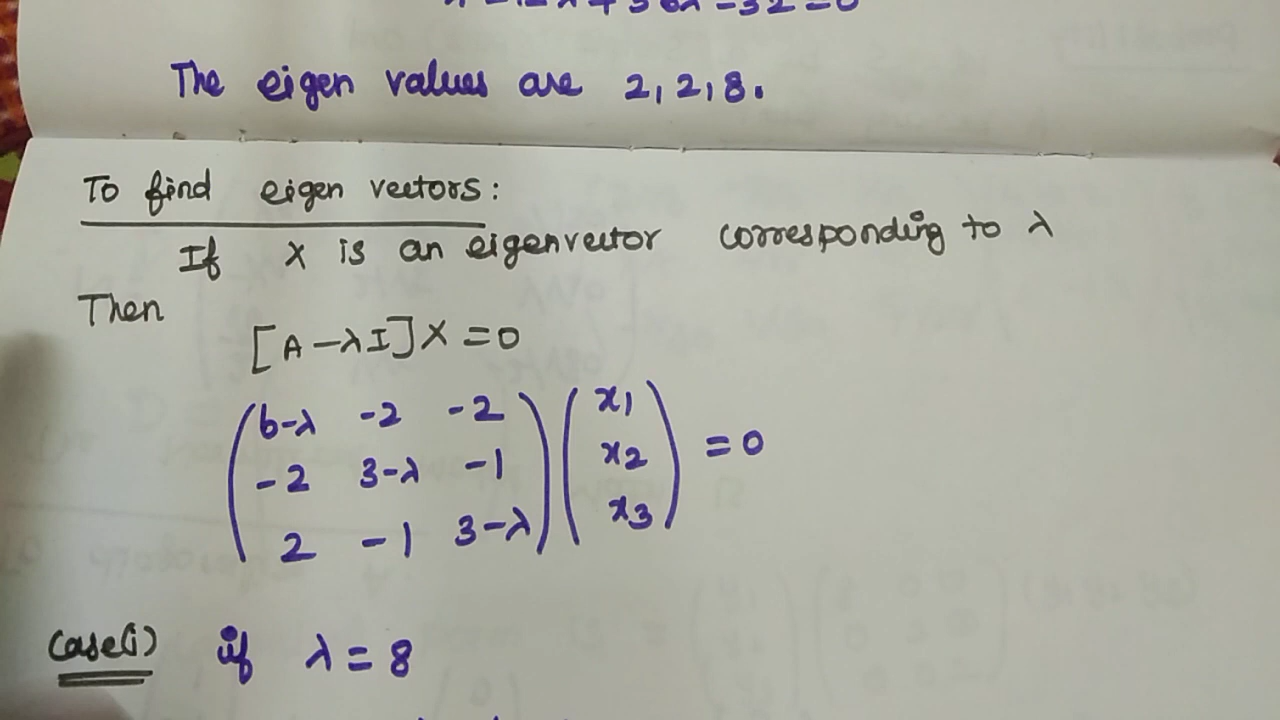 The eigen values are 2, 2, 8.
To find eigen vectors:
If X is an eigenvector corresponding to λ
Then
[A-λI]X=0
6-λ -2 -2 x1
-2 3-λ -1 x2 =0
2 -1 3-λ x3
Case(i) if λ=8